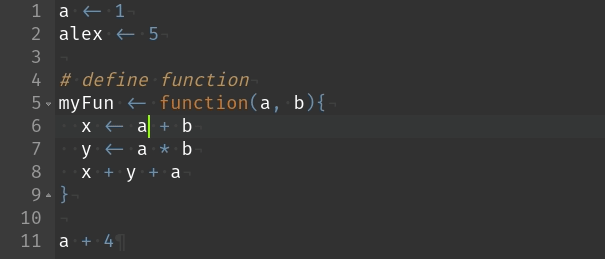 1 a <- 1
2 alex <- 5
3
4 # define function
5 myFun <- function(a, b){
6   x <- a + b
7   y <- a * b
8   x + y + a
9 }
10
11 a + 4